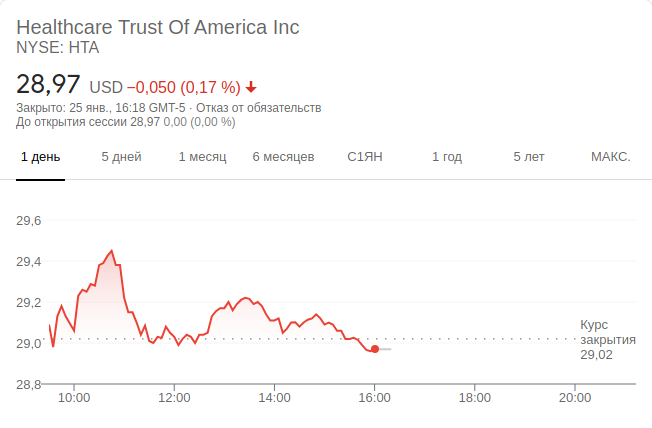 Healthcare Trust Of America Inc
NYSE: HTA
28,97 USD −0,050 (0,17 %)
Закрыто: 25 янв., 16:18 GMT-5 · Отказ от обязательств
До открытия сессии 28,97 0,00 (0,00 %)
1 день 5 дней 1 месяц 6 месяцев С1ЯН 1 год 5 лет МАКС.
29,6
29,4
29,2
29,0
28,8
Курс
закрытия
29,02
10:00 12:00 14:00 16:00 18:00 20:00